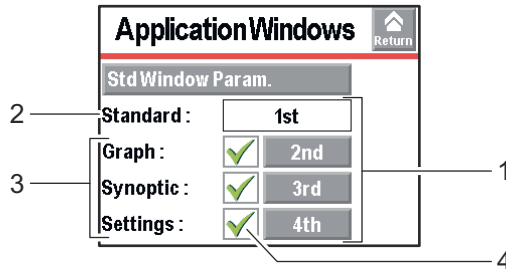 Application Windows
Return
Std Window Param.
2
Standard : 1st
Graph : 2nd
3
1
Synoptic : 3rd
Settings : 4th
4